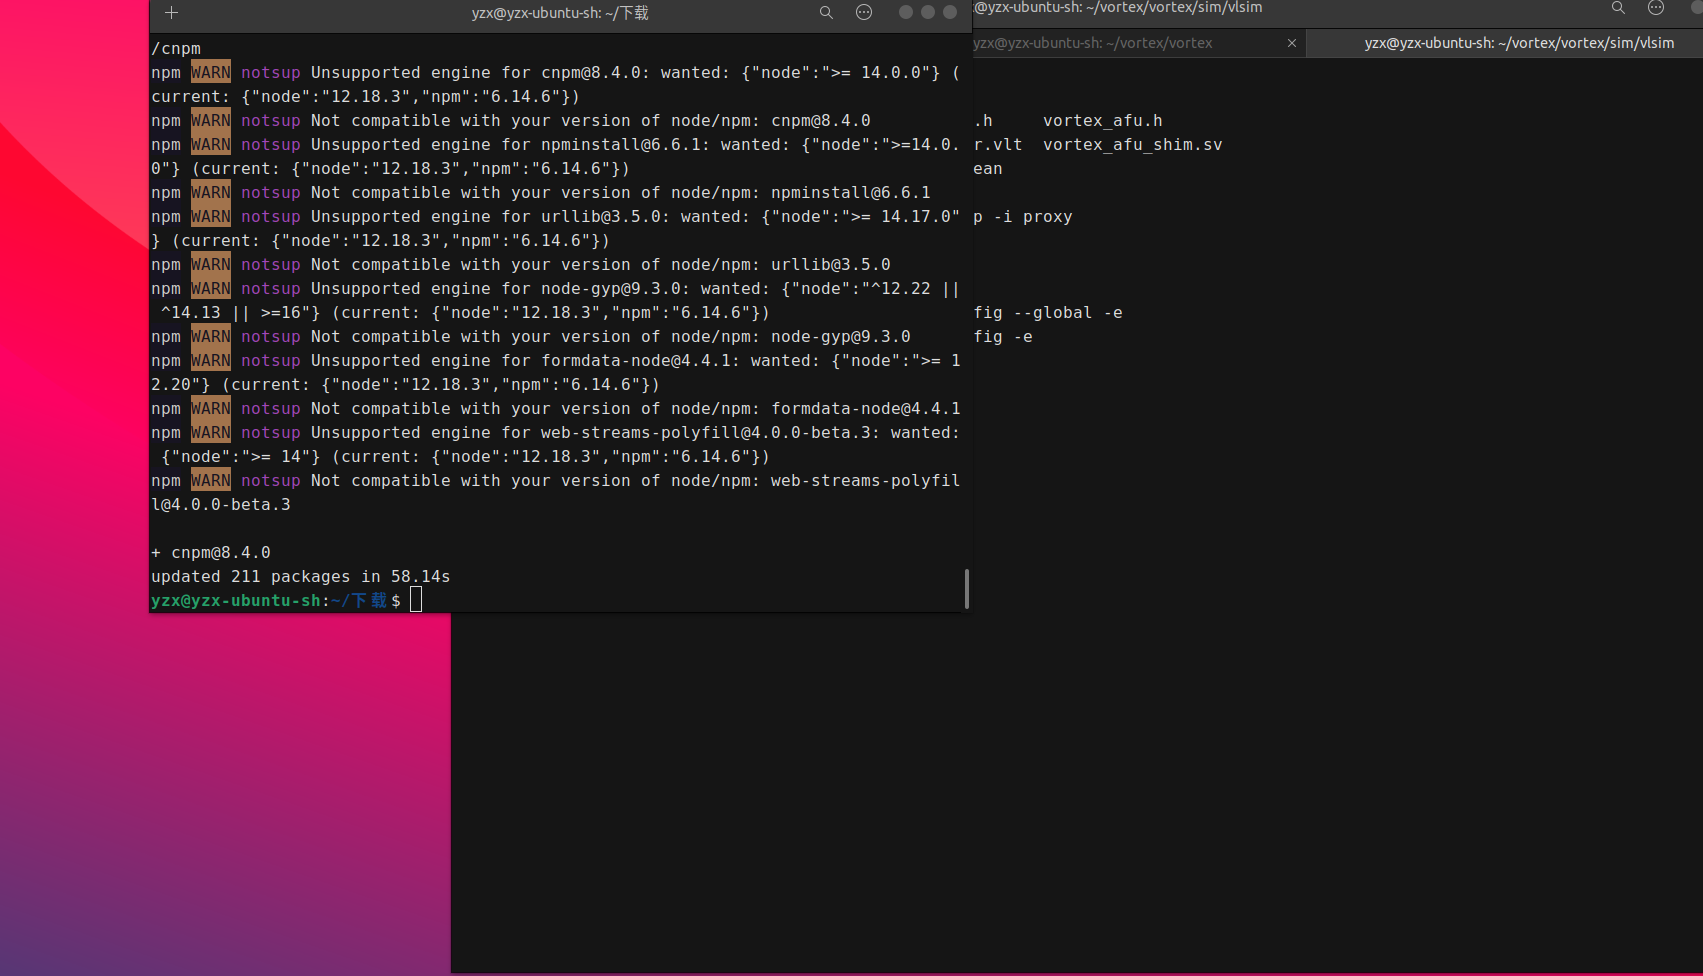 yzx@yzx-ubuntu-sh: ~/下载
/cnpm
npm WARN notsup Unsupported engine for cnpm@8.4.0: wanted: {"node":">= 14.0.0"} (
current: {"node":"12.18.3","npm":"6.14.6"})
npm WARN notsup Not compatible with your version of node/npm: cnpm@8.4.0
npm WARN notsup Unsupported engine for npminstall@6.6.1: wanted: {"node":">=14.0.
0"} (current: {"node":"12.18.3","npm":"6.14.6"})
npm WARN notsup Not compatible with your version of node/npm: npminstall@6.6.1
npm WARN notsup Unsupported engine for urllib@3.5.0: wanted: {"node":">= 14.17.0"
} (current: {"node":"12.18.3","npm":"6.14.6"})
npm WARN notsup Not compatible with your version of node/npm: urllib@3.5.0
npm WARN notsup Unsupported engine for node-gyp@9.3.0: wanted: {"node":"^12.22 ||
 ^14.13 || >=16"} (current: {"node":"12.18.3","npm":"6.14.6"})
npm WARN notsup Not compatible with your version of node/npm: node-gyp@9.3.0
npm WARN notsup Unsupported engine for formdata-node@4.4.1: wanted: {"node":">= 1
2.20"} (current: {"node":"12.18.3","npm":"6.14.6"})
npm WARN notsup Not compatible with your version of node/npm: formdata-node@4.4.1
npm WARN notsup Unsupported engine for web-streams-polyfill@4.0.0-beta.3: wanted:
 {"node":">= 14"} (current: {"node":"12.18.3","npm":"6.14.6"})
npm WARN notsup Not compatible with your version of node/npm: web-streams-polyfil
l@4.0.0-beta.3
+ cnpm@8.4.0
updated 211 packages in 58.14s
yzx@yzx-ubuntu-sh:~/下载$
@yzx-ubuntu-sh: ~/vortex/vortex/sim/vlsim
yzx@yzx-ubuntu-sh: ~/vortex/vortex
yzx@yzx-ubuntu-sh: ~/vortex/vortex/sim/vlsim
.h vortex_afu.h
r.vlt vortex_afu_shim.sv
ean
p -i proxy
fig --global -e
fig -e